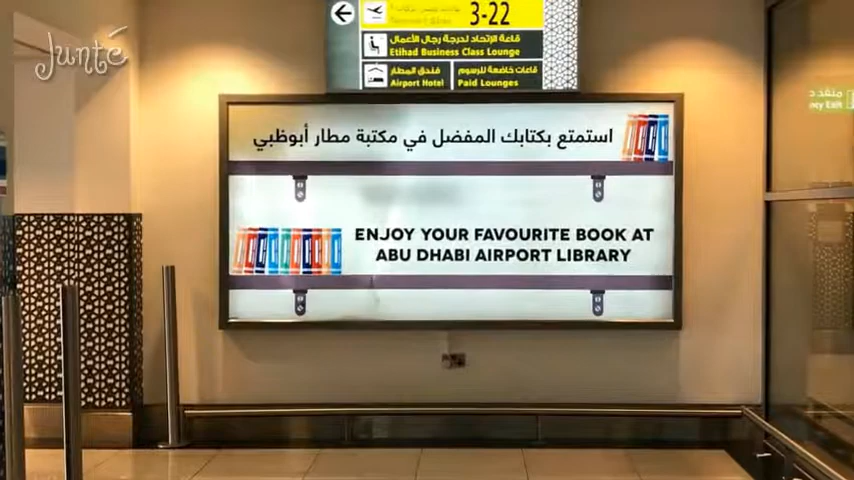 Junté
3-22
قاعة الإتحاد لدرجة رجال الأعمال
Etihad Business Class Lounge
فندق المطار
Airport Hotel
قاعات خاضعة للرسوم
Paid Lounges
استمتع بكتابك المفضل في مكتبة مطار أبوظبي
ENJOY YOUR FAVOURITE BOOK AT
ABU DHABI AIRPORT LIBRARY